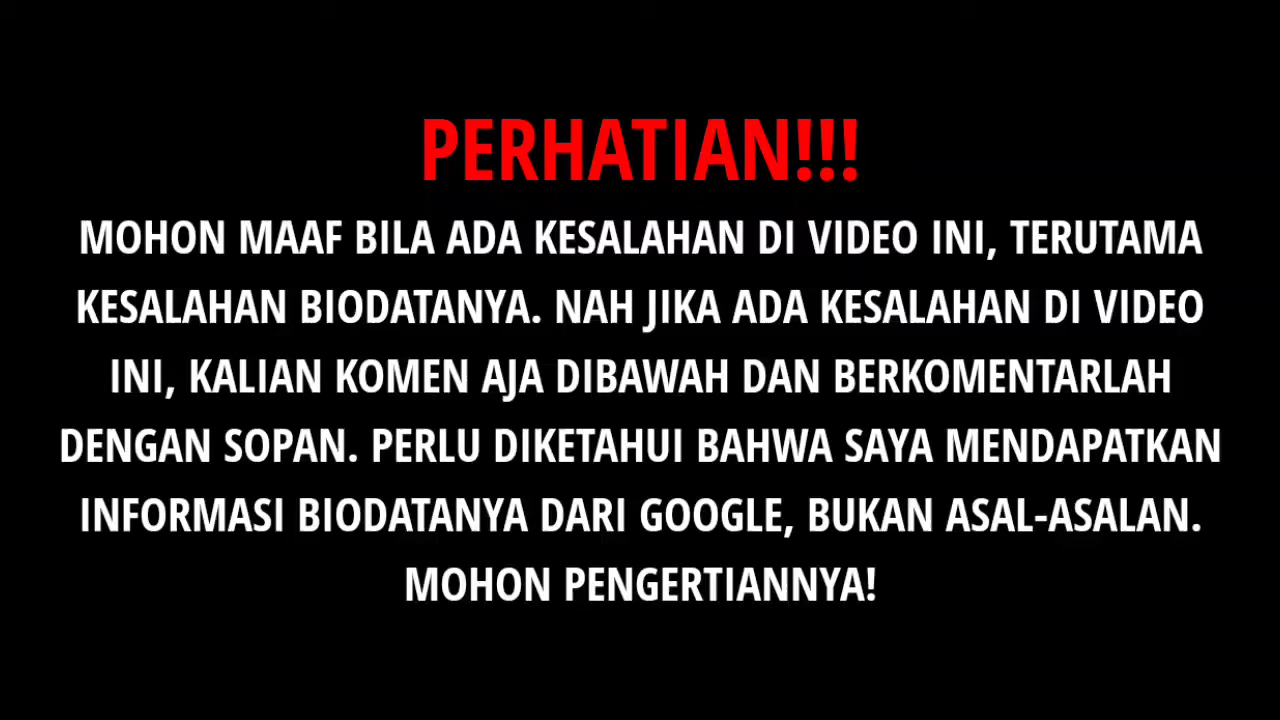 PERHATIAN!!!
MOHON MAAF BILA ADA KESALAHAN DI VIDEO INI, TERUTAMA
KESALAHAN BIODATANYA. NAH JIKA ADA KESALAHAN DI VIDEO
INI, KALIAN KOMEN AJA DIBAWAH DAN BERKOMENTARLAH
DENGAN SOPAN. PERLU DIKETAHUI BAHWA SAYA MENDAPATKAN
INFORMASI BIODATANYA DARI GOOGLE, BUKAN ASAL-ASALAN.
MOHON PENGERTIANNYA!